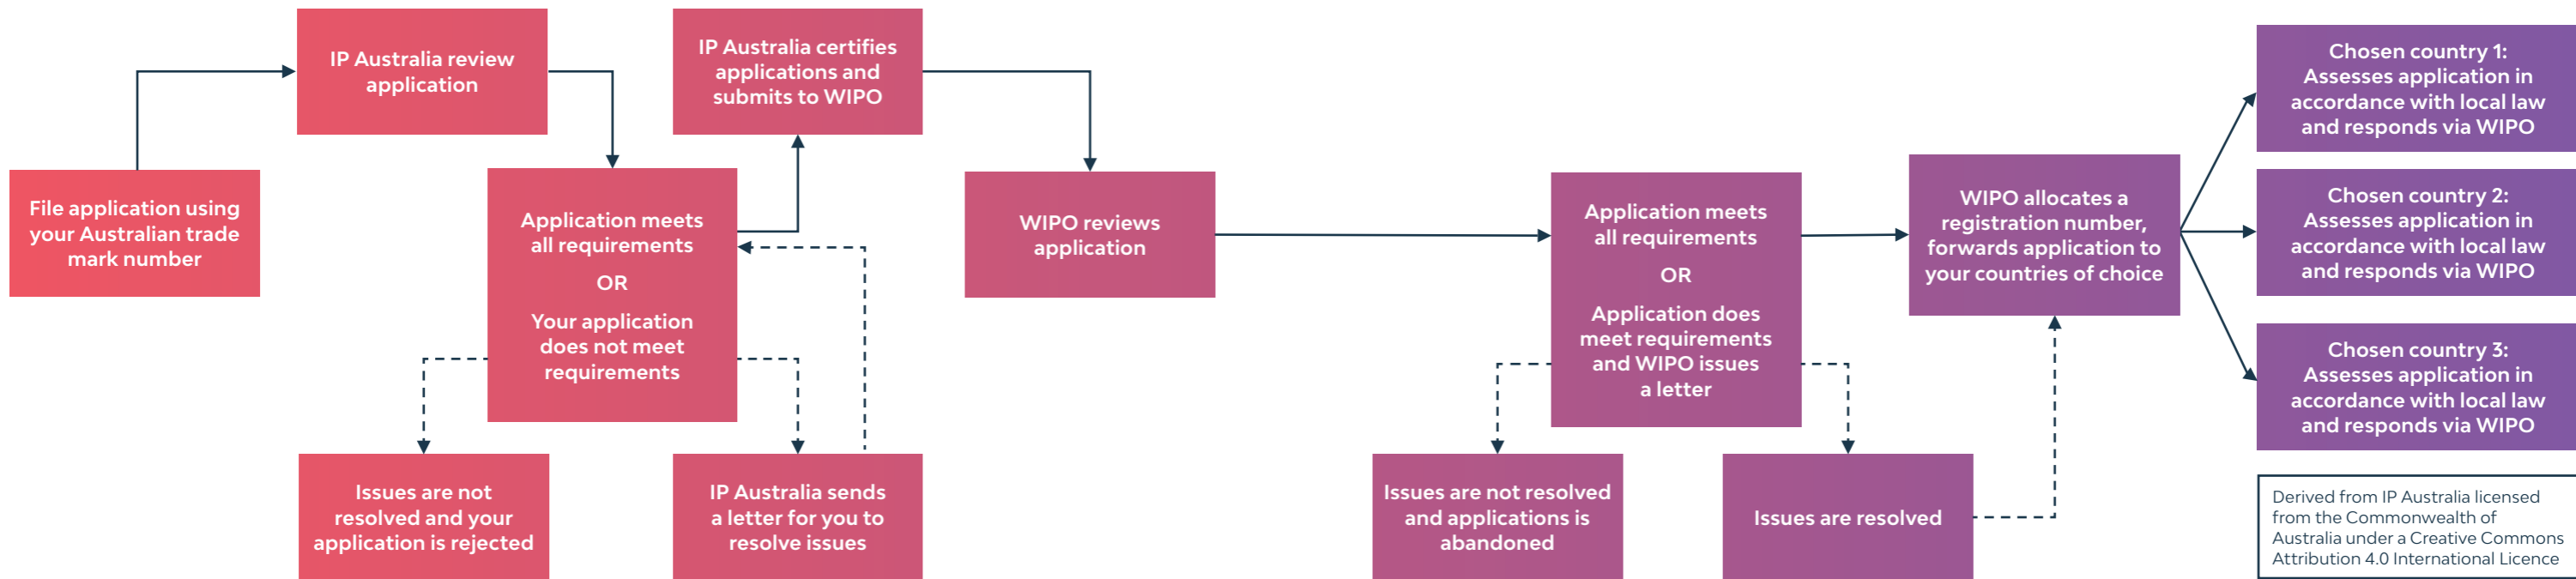 File application using
your Australian trade
mark number
IP Australia review
application
Application meets
all requirements
OR
Your application
does not meet
requirements
Issues are not
resolved and your
application is rejected
IP Australia sends
a letter for you to
resolve issues
IP Australia certifies
applications and
submits to WIPO
WIPO reviews
application
Application meets
all requirements
OR
Application does
meet requirements
and WIPO issues
a letter
Issues are not resolved
and applications is
abandoned
Issues are resolved
WIPO allocates a
registration number,
forwards application to
your countries of choice
Chosen country 1:
Assesses application in
accordance with local law
and responds via WIPO
Chosen country 2:
Assesses application in
accordance with local law
and responds via WIPO
Chosen country 3:
Assesses application in
accordance with local law
and responds via WIPO
Derived from IP Australia licensed
from the Commonwealth of
Australia under a Creative Commons
Attribution 4.0 International Licence